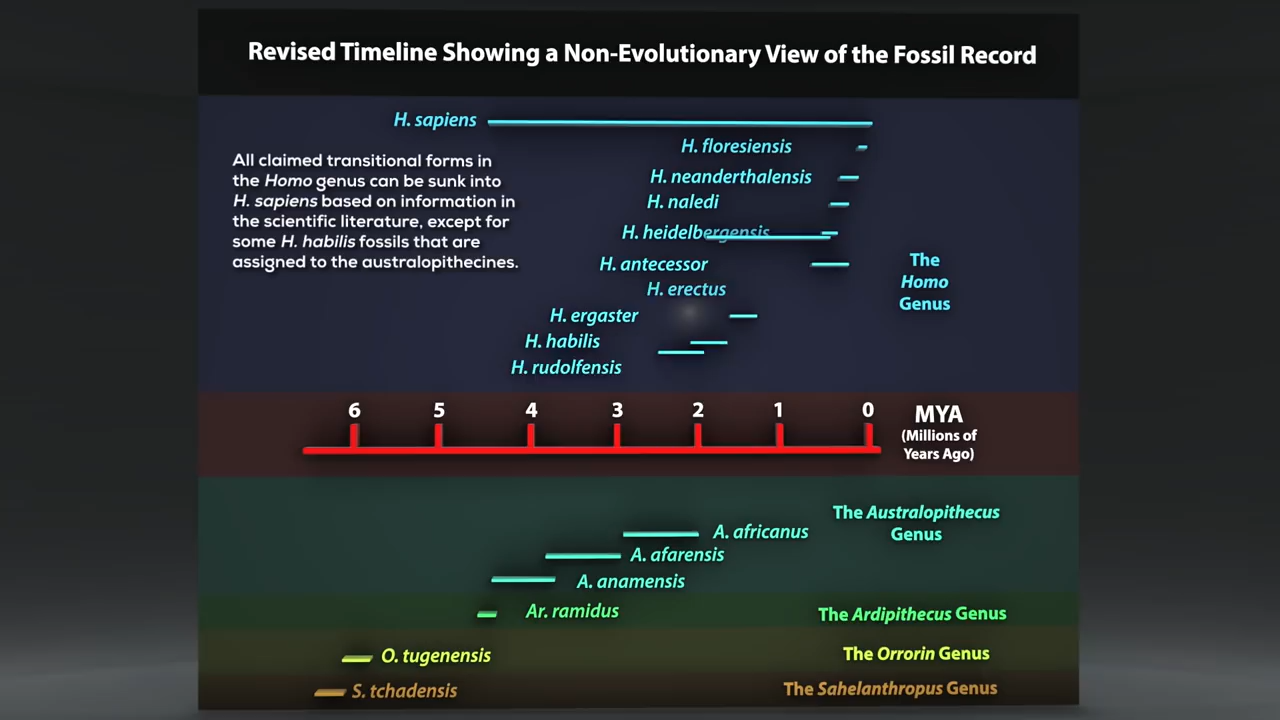 Revised Timeline Showing a Non-Evolutionary View of the Fossil Record
H. sapiens
H. floresiensis
All claimed transitional forms in
the Homo genus can be sunk into
H. sapiens based on information in
the scientific literature, except for
some H. habilis fossils that are
assigned to the australopithecines.
H. neanderthalensis
H. naledi
H. heidelbergensis
H. antecessor
H. erectus
H. ergaster
H. habilis
H. rudolfensis
The
Homo
Genus
6 5 4 3 2 1 0
MYA
(Millions of
Years Ago)
The Australopithecus
Genus
A. africanus
A. afarensis
A. anamensis
Ar. ramidus
The Ardipithecus Genus
O. tugenensis
The Orrorin Genus
S. tchadensis
The Sahelanthropus Genus